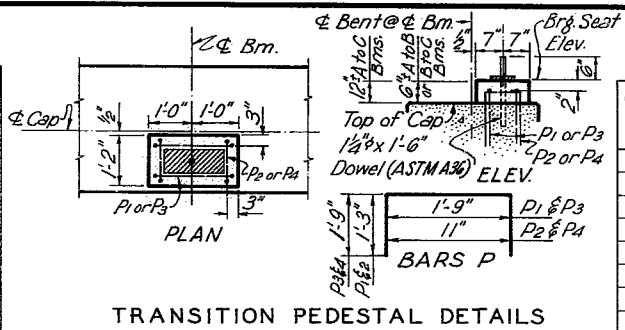 ℄ Bm.
1'-0" 1'-0"
℄ Cap
½"
1'-2"
3"
P2 or P4
P1 or P3
3"
PLAN
℄ Bent @ ℄ Bm.
½"
7" 7"
Brg. Seat
Elev.
12"± A to C
Bms.
6"± A to B
or B to C
Bms.
6"
2"
Top of Cap
1¼"φ x 1'-6"
Dowel (ASTM A36)
P1 or P3
P2 or P4
ELEV.
P3 & 4
1'-9"
P1 & 2
1'-3"
1'-9"
P1 & P3
11"
P2 & P4
BARS P
TRANSITION PEDESTAL DETAILS